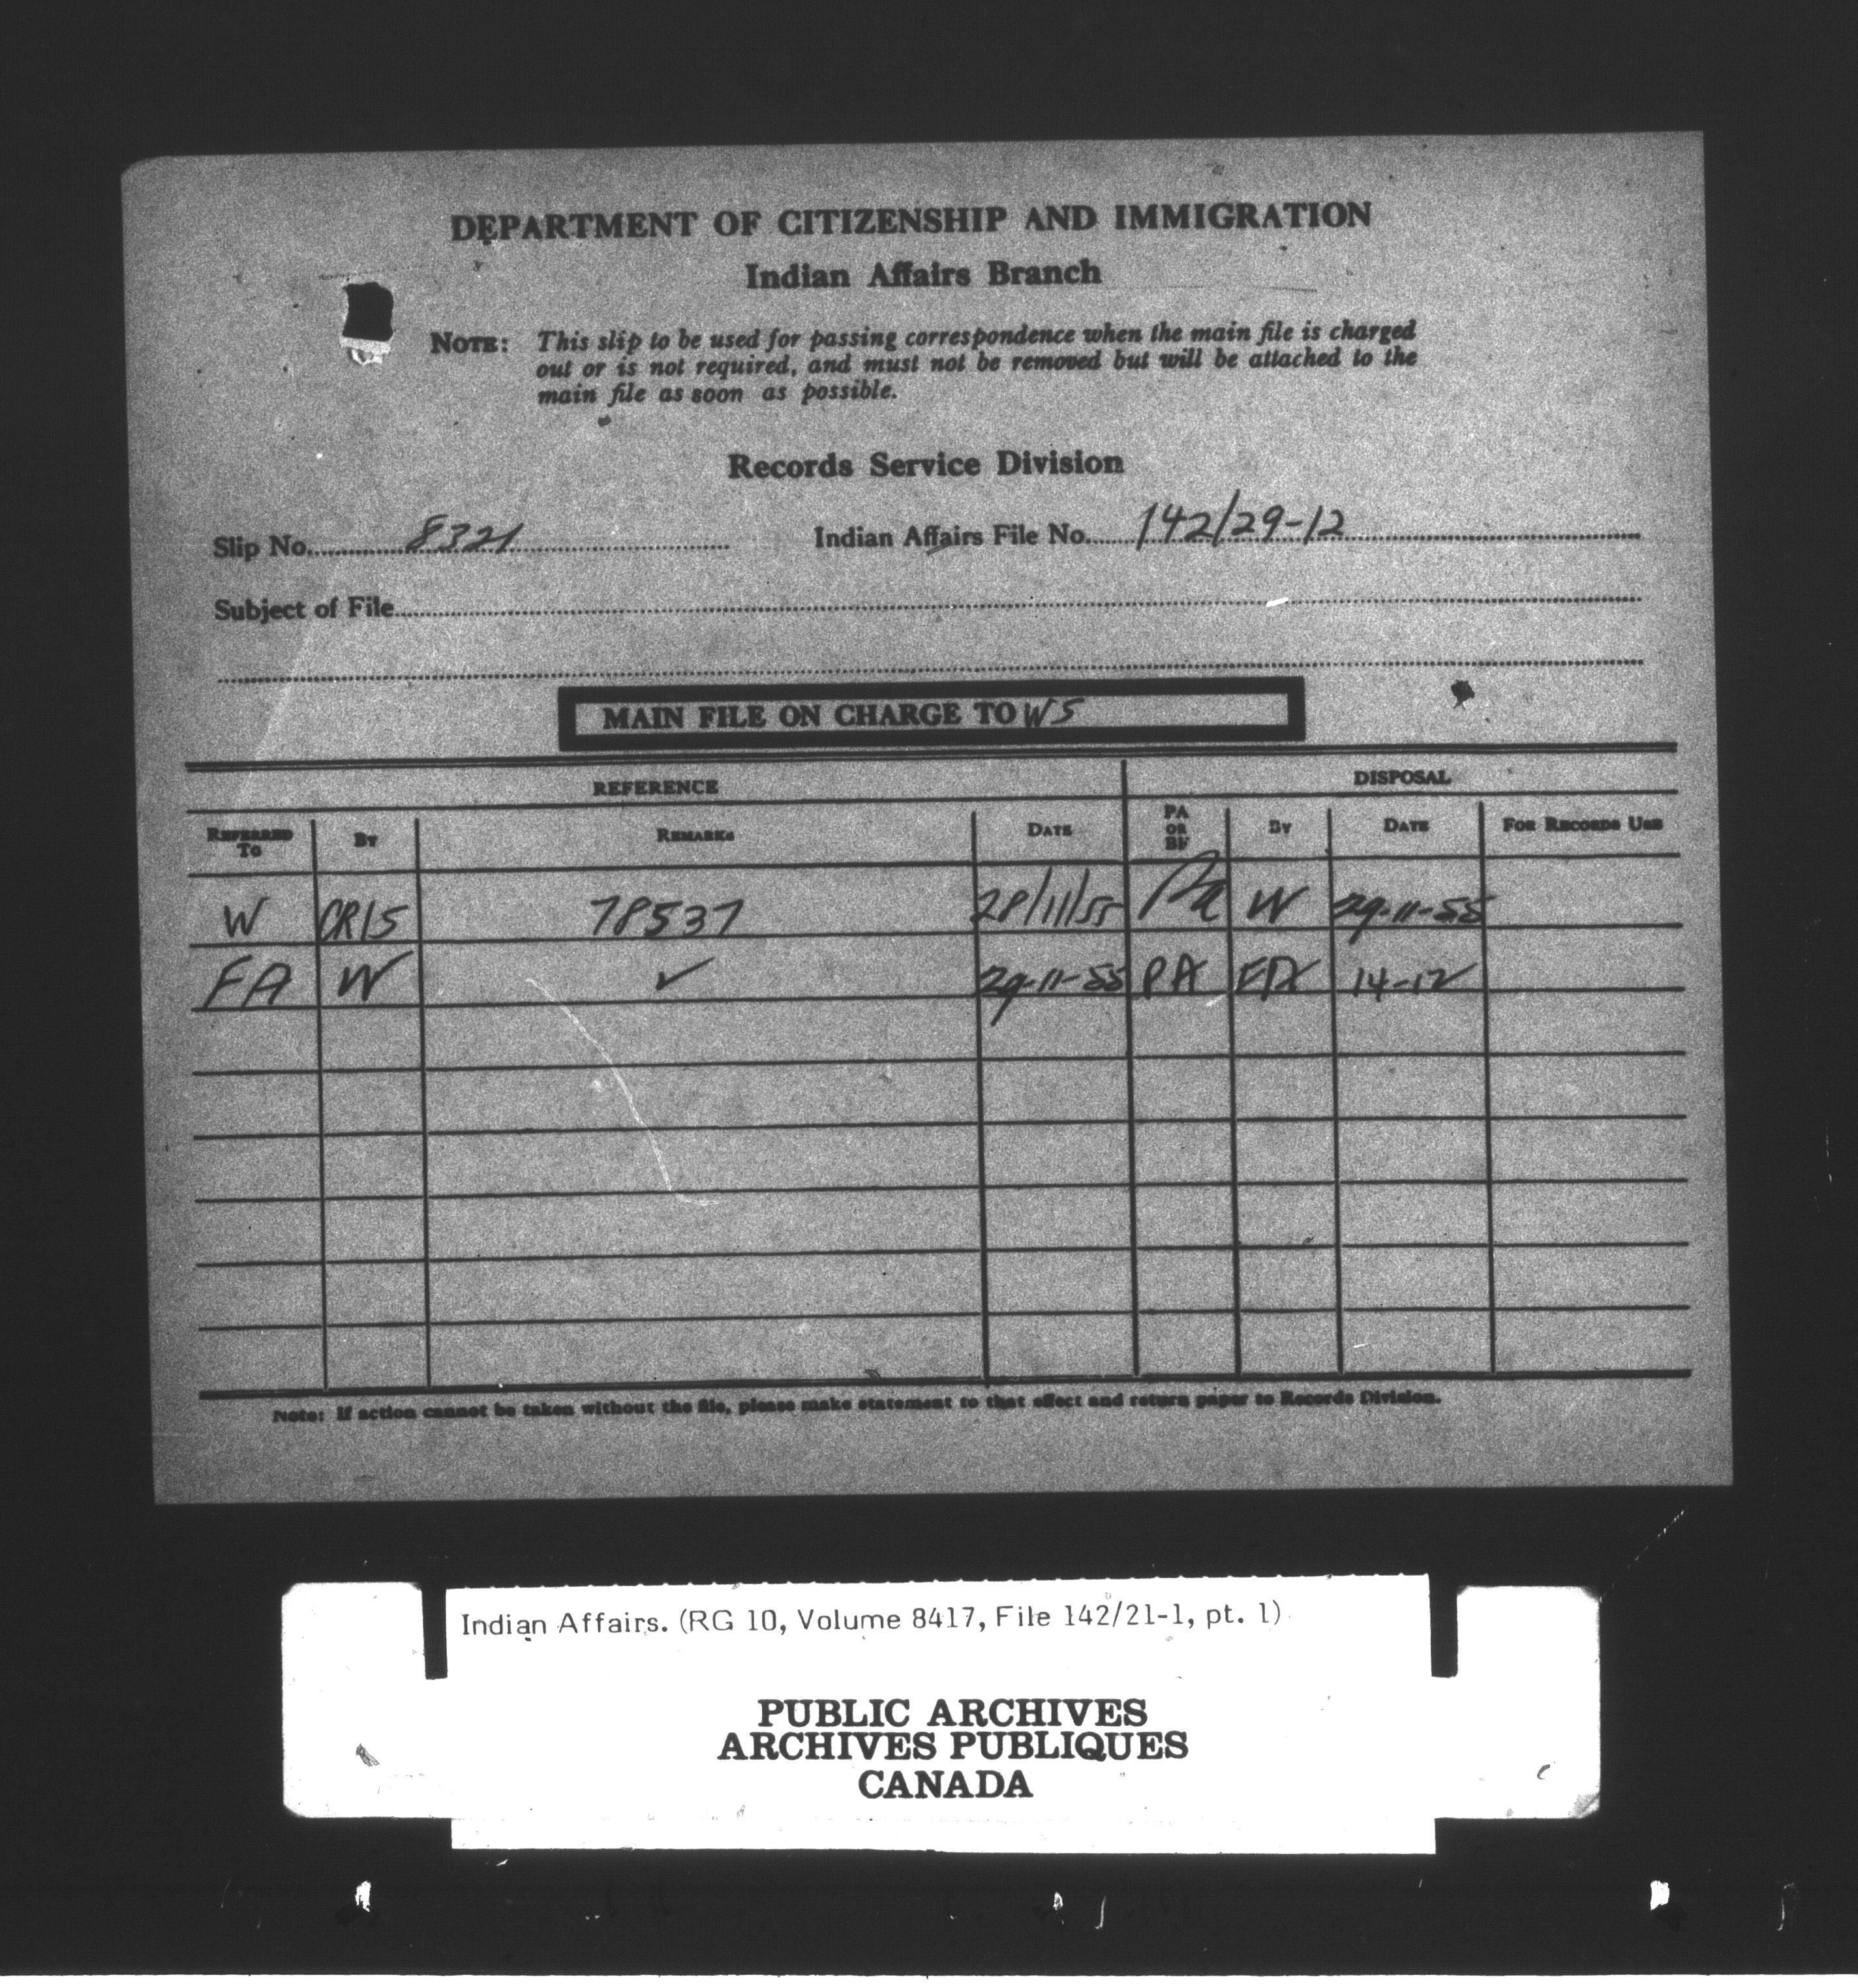 DEPARTMENT OF CITIZENSHIP AND IMMIGRATION
Indian Affairs Branch
NOTE: This slip to be used for passing correspondence when the main file is charged
out or is not required, and must not be removed but will be attached to the
main file as soon as possible.
Records Service Division
Slip No. 8321 Indian Affairs File No. 142/29-12
Subject of File
MAIN FILE ON CHARGE TO WS
REFERENCE DISPOSAL
REFERRED TO BY REMARKS DATE PA OR BF BY DATE FOR RECORDS USE
W CR15 78537 28/11/55 Pa W 29-11-55
FA W ✓ 29-11-55 PA 14-12
Note: If action cannot be taken without the file, please make statement to that effect and return paper to Records Division.
Indian Affairs. (RG 10, Volume 8417, File 142/21-1, pt. 1)
PUBLIC ARCHIVES
ARCHIVES PUBLIQUES
CANADA